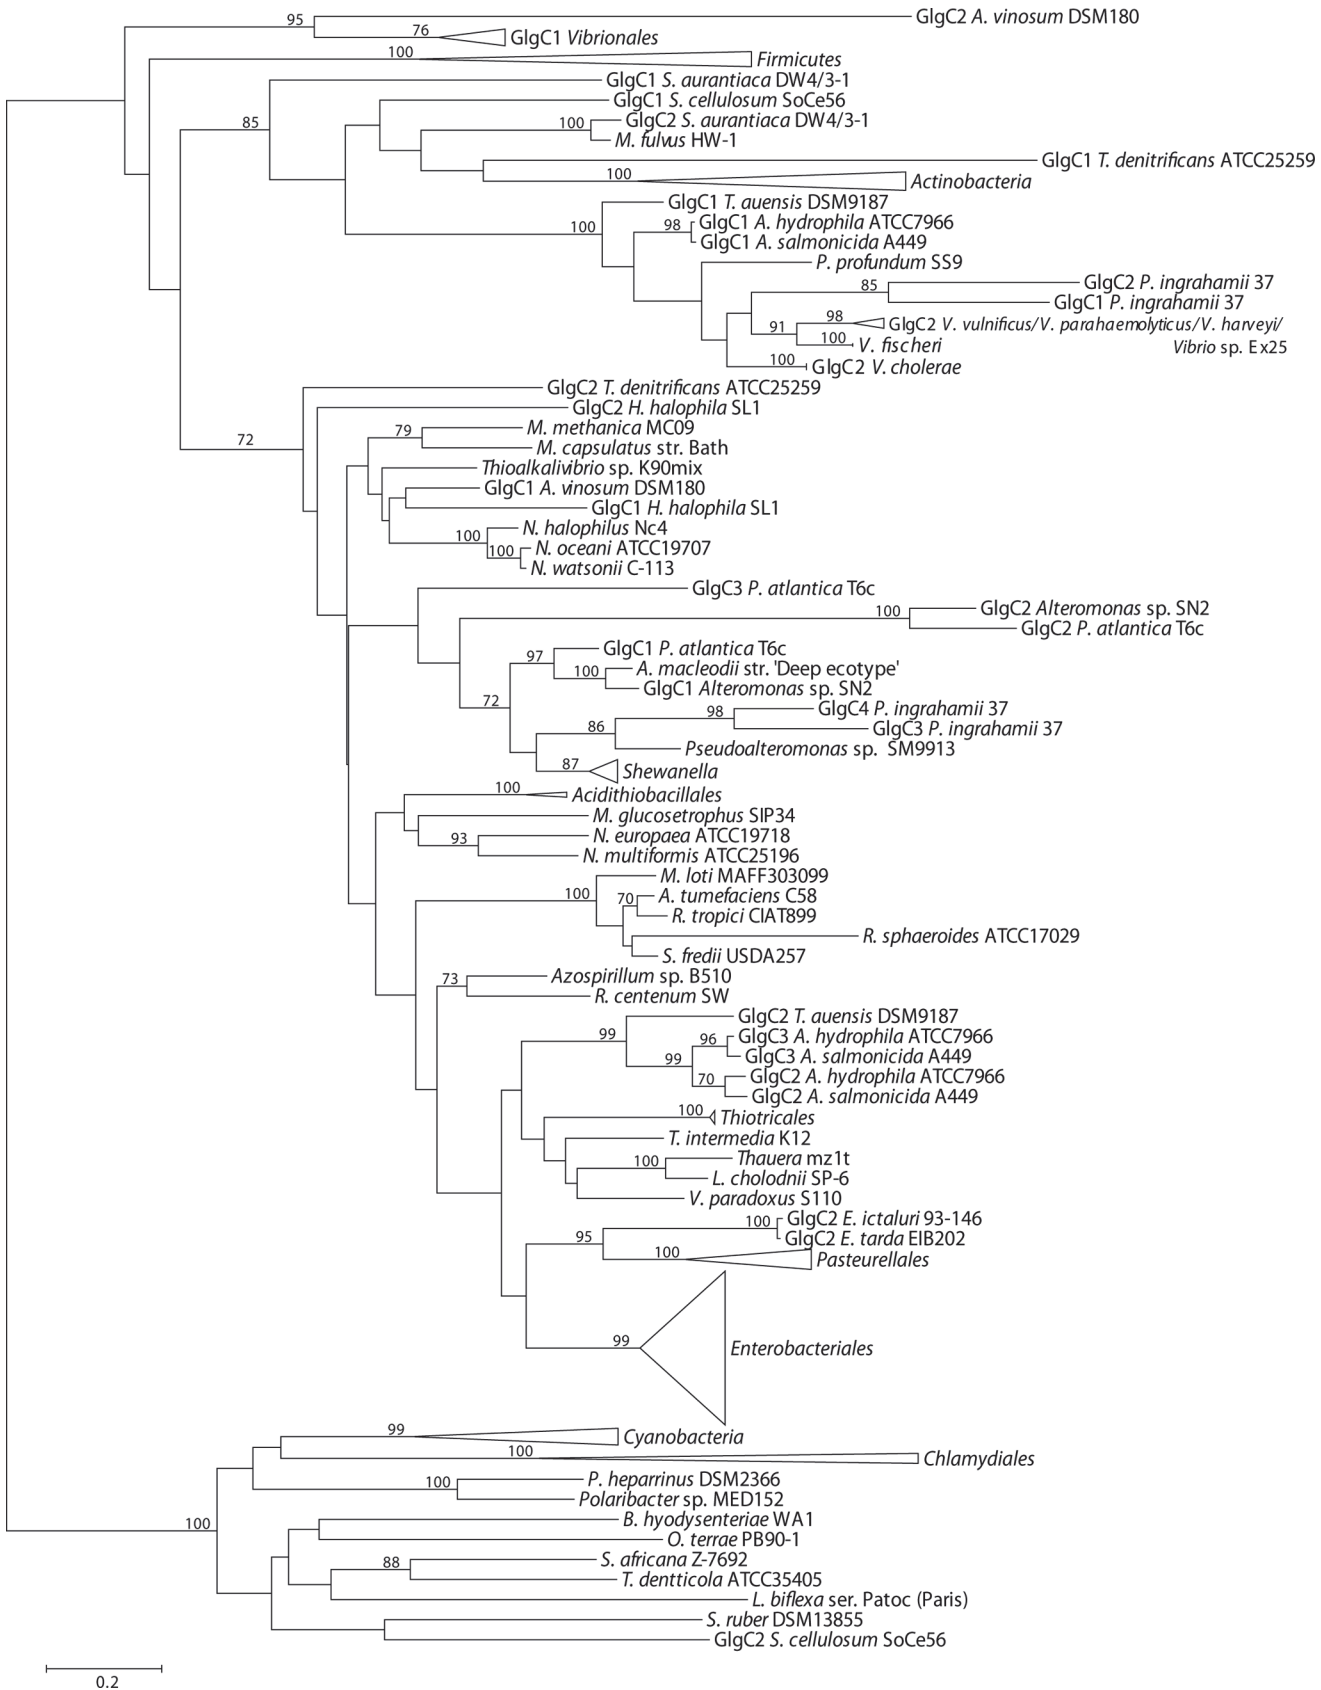 95
GlgC2 A. vinosum DSM180
76
GlgC1 Vibrionales
100
Firmicutes
GlgC1 S. aurantiaca DW4/3-1
GlgC1 S. cellulosum SoCe56
85
100
GlgC2 S. aurantiaca DW4/3-1
M. fulvus HW-1
GlgC1 T. denitrificans ATCC25259
100
Actinobacteria
GlgC1 T. auensis DSM9187
100
98
GlgC1 A. hydrophila ATCC7966
GlgC1 A. salmonicida A449
P. profundum SS9
85
GlgC2 P. ingrahamii 37
GlgC1 P. ingrahamii 37
91
98
GlgC2 V. vulnificus/V. parahaemolyticus/V. harveyi/
Vibrio sp. Ex25
100
V. fischeri
100
GlgC2 V. cholerae
GlgC2 T. denitrificans ATCC25259
GlgC2 H. halophila SL1
72
79
M. methanica MC09
M. capsulatus str. Bath
Thioalkalivibrio sp. K90mix
GlgC1 A. vinosum DSM180
GlgC1 H. halophila SL1
100
N. halophilus Nc4
100
N. oceani ATCC19707
N. watsonii C-113
GlgC3 P. atlantica T6c
100
GlgC2 Alteromonas sp. SN2
GlgC2 P. atlantica T6c
97
GlgC1 P. atlantica T6c
100
A. macleodii str. 'Deep ecotype'
GlgC1 Alteromonas sp. SN2
72
98
GlgC4 P. ingrahamii 37
86
GlgC3 P. ingrahamii 37
Pseudoalteromonas sp. SM9913
87
Shewanella
100
Acidithiobacillales
M. glucosetrophus SIP34
93
N. europaea ATCC19718
N. multiformis ATCC25196
100
M. loti MAFF303099
70
A. tumefaciens C58
R. tropici CIAT899
R. sphaeroides ATCC17029
S. fredii USDA257
73
Azospirillum sp. B510
R. centenum SW
99
GlgC2 T. auensis DSM9187
96
GlgC3 A. hydrophila ATCC7966
99
GlgC3 A. salmonicida A449
70
GlgC2 A. hydrophila ATCC7966
GlgC2 A. salmonicida A449
100
Thiotricales
T. intermedia K12
100
Thauera mz1t
L. cholodnii SP-6
V. paradoxus S110
95
100
GlgC2 E. ictaluri 93-146
GlgC2 E. tarda EIB202
100
Pasteurellales
99
Enterobacteriales
99
Cyanobacteria
100
Chlamydiales
100
P. heparrinus DSM2366
Polaribacter sp. MED152
100
B. hyodysenteriae WA1
O. terrae PB90-1
88
S. africana Z-7692
T. dentticola ATCC35405
L. biflexa ser. Patoc (Paris)
S. ruber DSM13855
GlgC2 S. cellulosum SoCe56
0.2